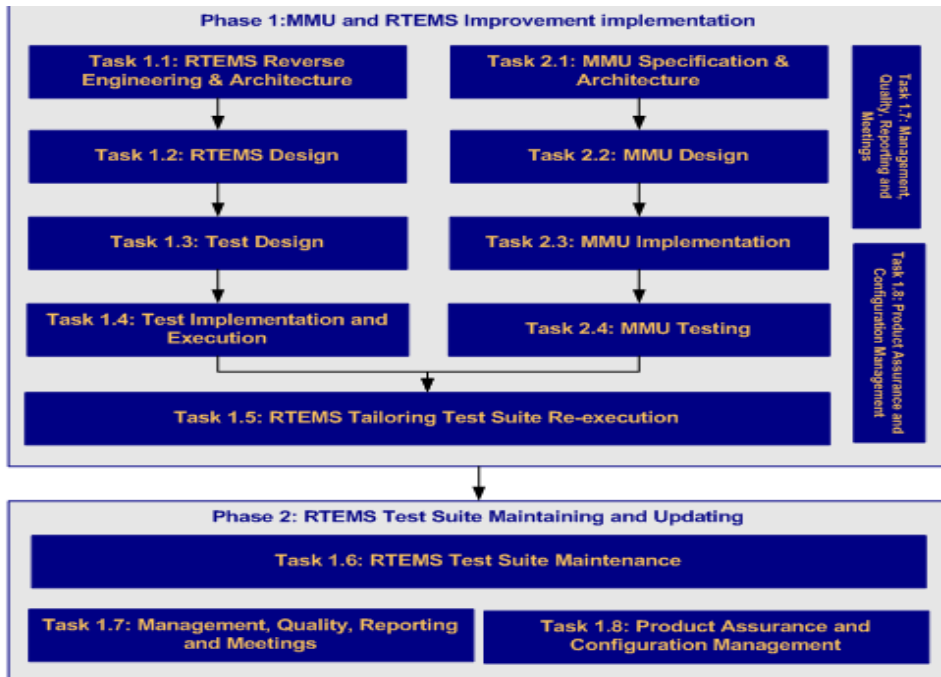 Phase 1:MMU and RTEMS Improvement implementation
Task 1.1: RTEMS Reverse
Engineering & Architecture
Task 2.1: MMU Specification &
Architecture
Task 1.7: Management,
Quality, Reporting and
Meetings
Task 1.2: RTEMS Design
Task 2.2: MMU Design
Task 1.3: Test Design
Task 2.3: MMU Implementation
Task 1.8: Product Assurance and
Configuration Management
Task 1.4: Test Implementation and
Execution
Task 2.4: MMU Testing
Task 1.5: RTEMS Tailoring Test Suite Re-execution
Phase 2: RTEMS Test Suite Maintaining and Updating
Task 1.6: RTEMS Test Suite Maintenance
Task 1.7: Management, Quality, Reporting
and Meetings
Task 1.8: Product Assurance and
Configuration Management